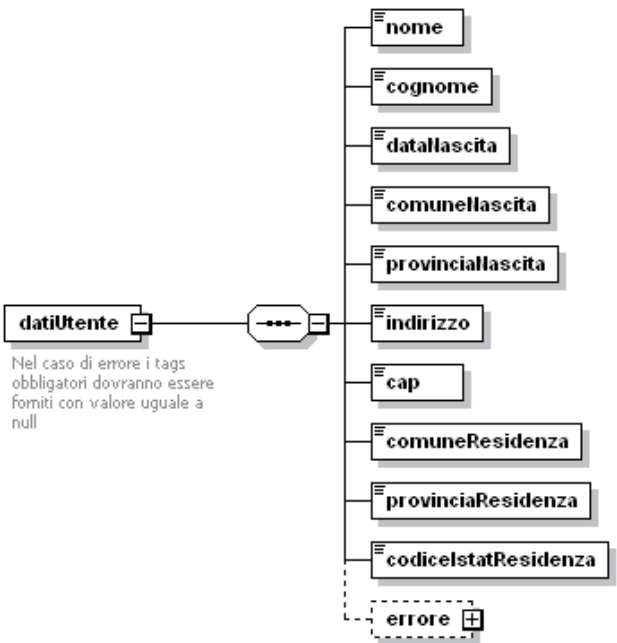 nome
cognome
dataNascita
comuneNascita
provinciaNascita
datiUtente
indirizzo
Nel caso di errore i tags
obbligatori dovranno essere
forniti con valore uguale a
null
cap
comuneResidenza
provinciaResidenza
codiceIstatResidenza
errore